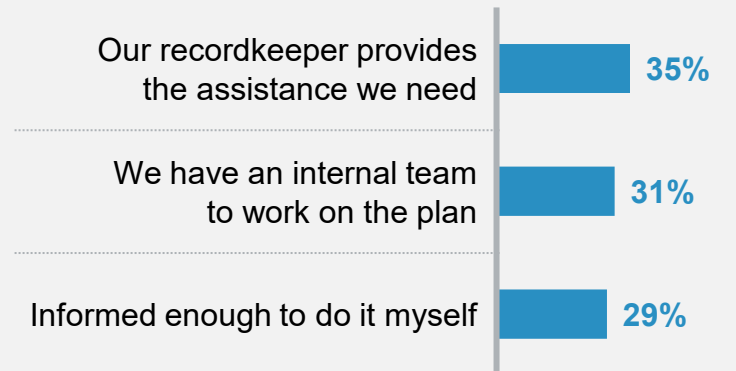 Our recordkeeper provides
the assistance we need
35%
We have an internal team
to work on the plan
31%
Informed enough to do it myself
29%